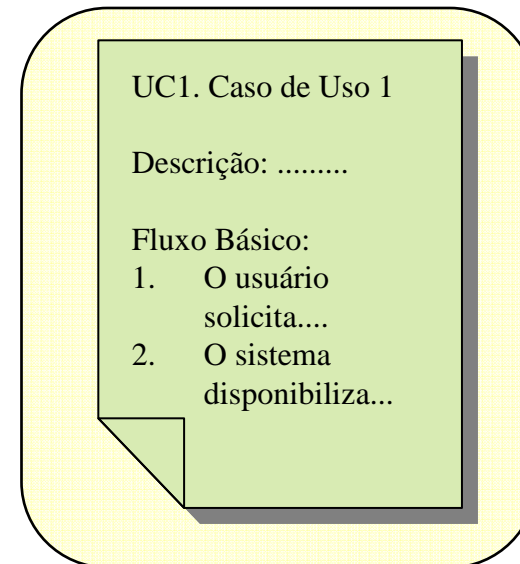 UC1. Caso de Uso 1
Descrição: .........
Fluxo Básico:
1. O usuário
solicita....
2. O sistema
disponibiliza...